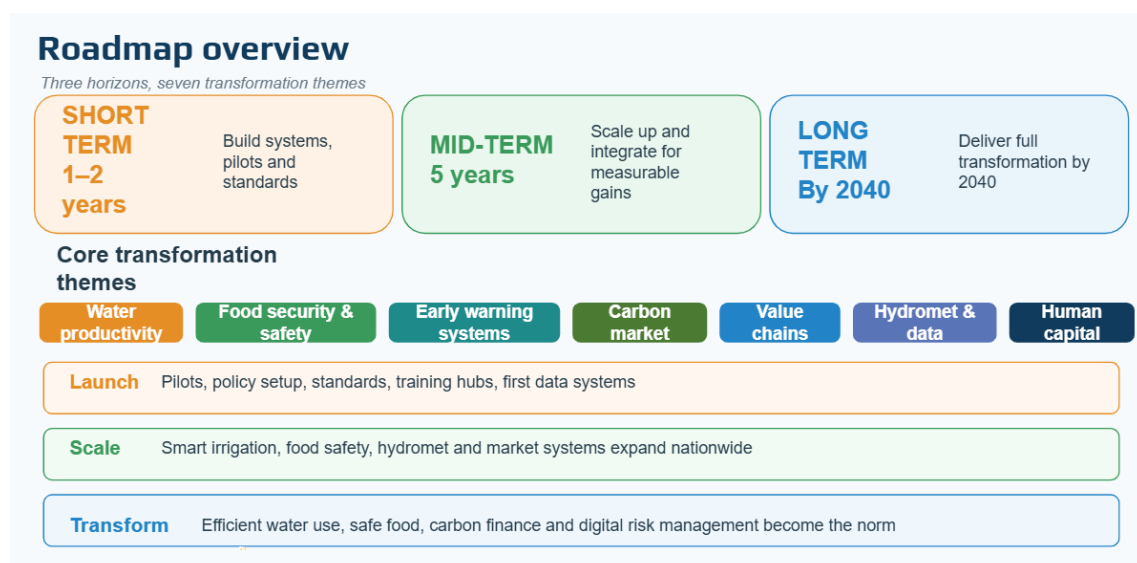 Roadmap overview
Three horizons, seven transformation themes
SHORT
TERM
1–2
years
Build systems,
pilots and
standards
MID-TERM
5 years
Scale up and
integrate for
measurable
gains
LONG
TERM
By 2040
Deliver full
transformation by
2040
Core transformation
themes
Water
productivity
Food security &
safety
Early warning
systems
Carbon
market
Value
chains
Hydromet &
data
Human
capital
Launch
Pilots, policy setup, standards, training hubs, first data systems
Scale
Smart irrigation, food safety, hydromet and market systems expand nationwide
Transform
Efficient water use, safe food, carbon finance and digital risk management become the norm